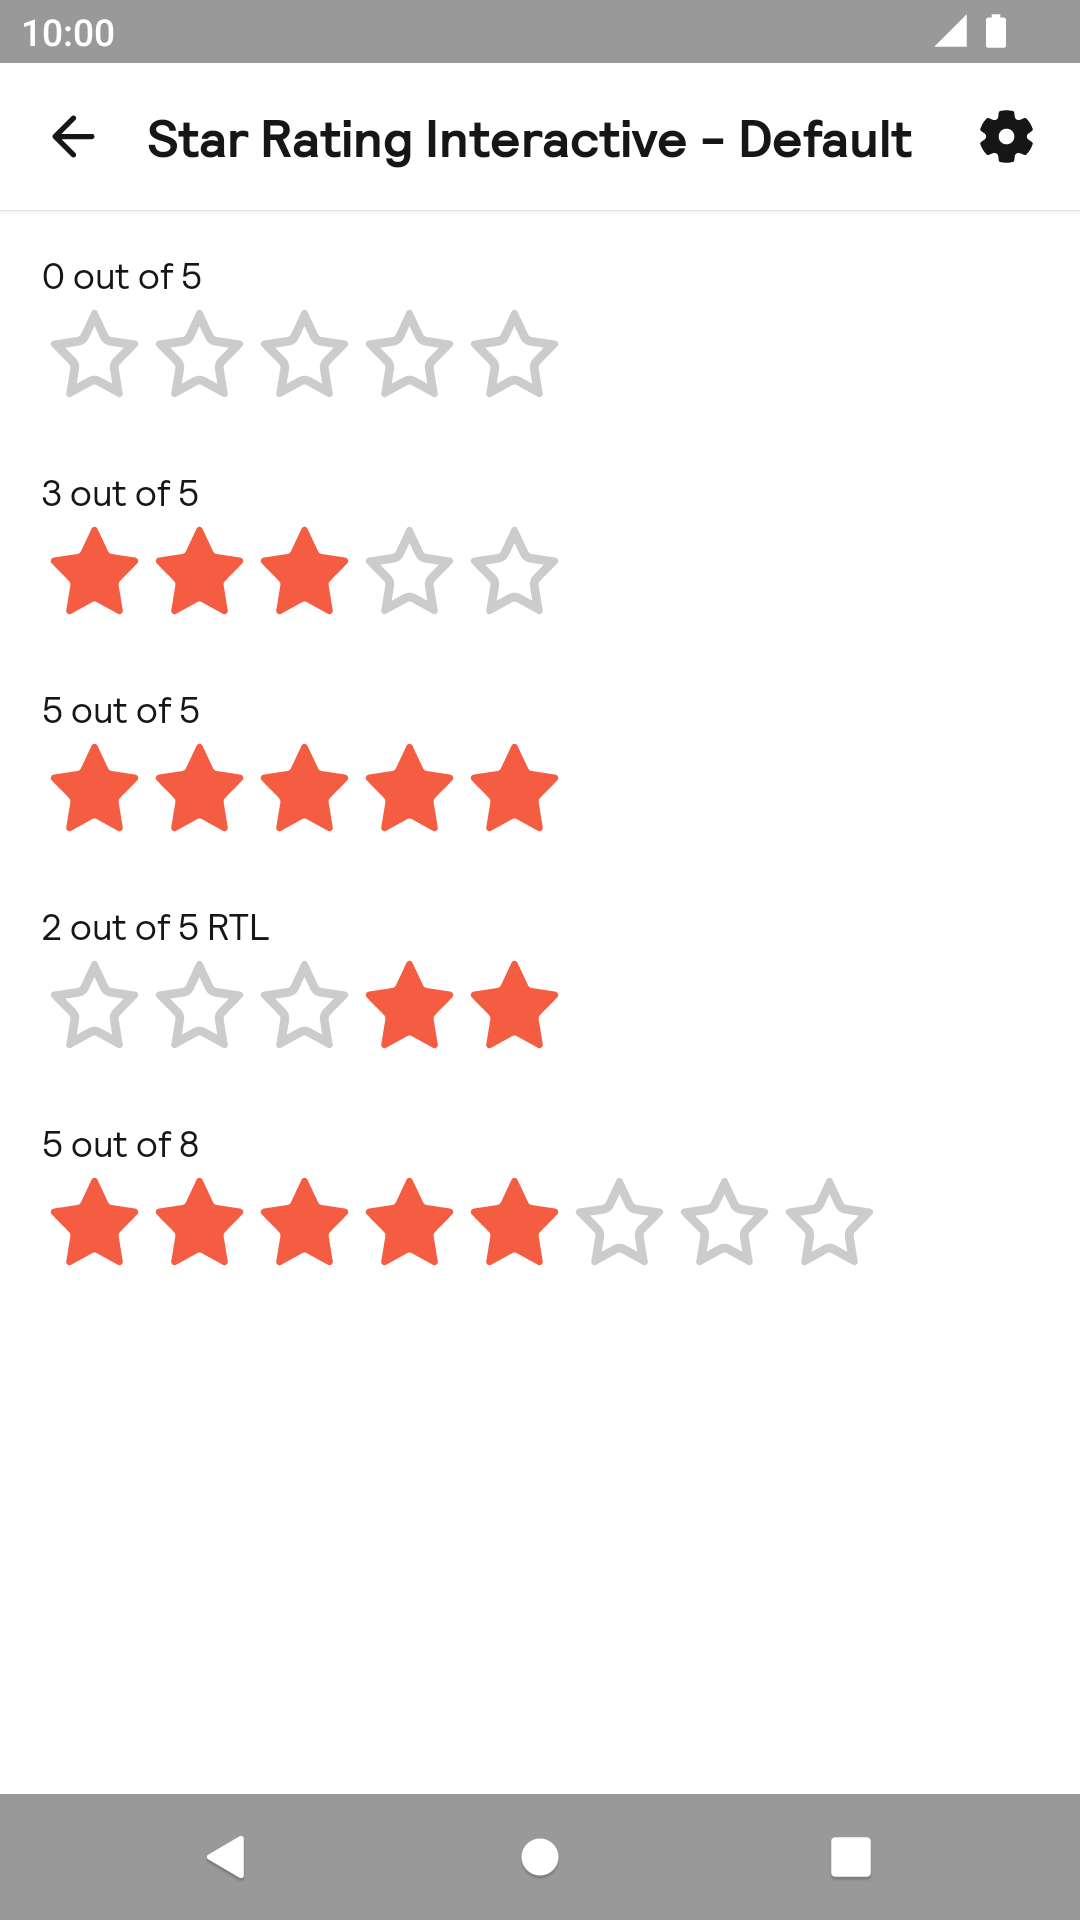 10:00
Star Rating Interactive - Default
0 out of 5
3 out of 5
5 out of 5
2 out of 5 RTL
5 out of 8